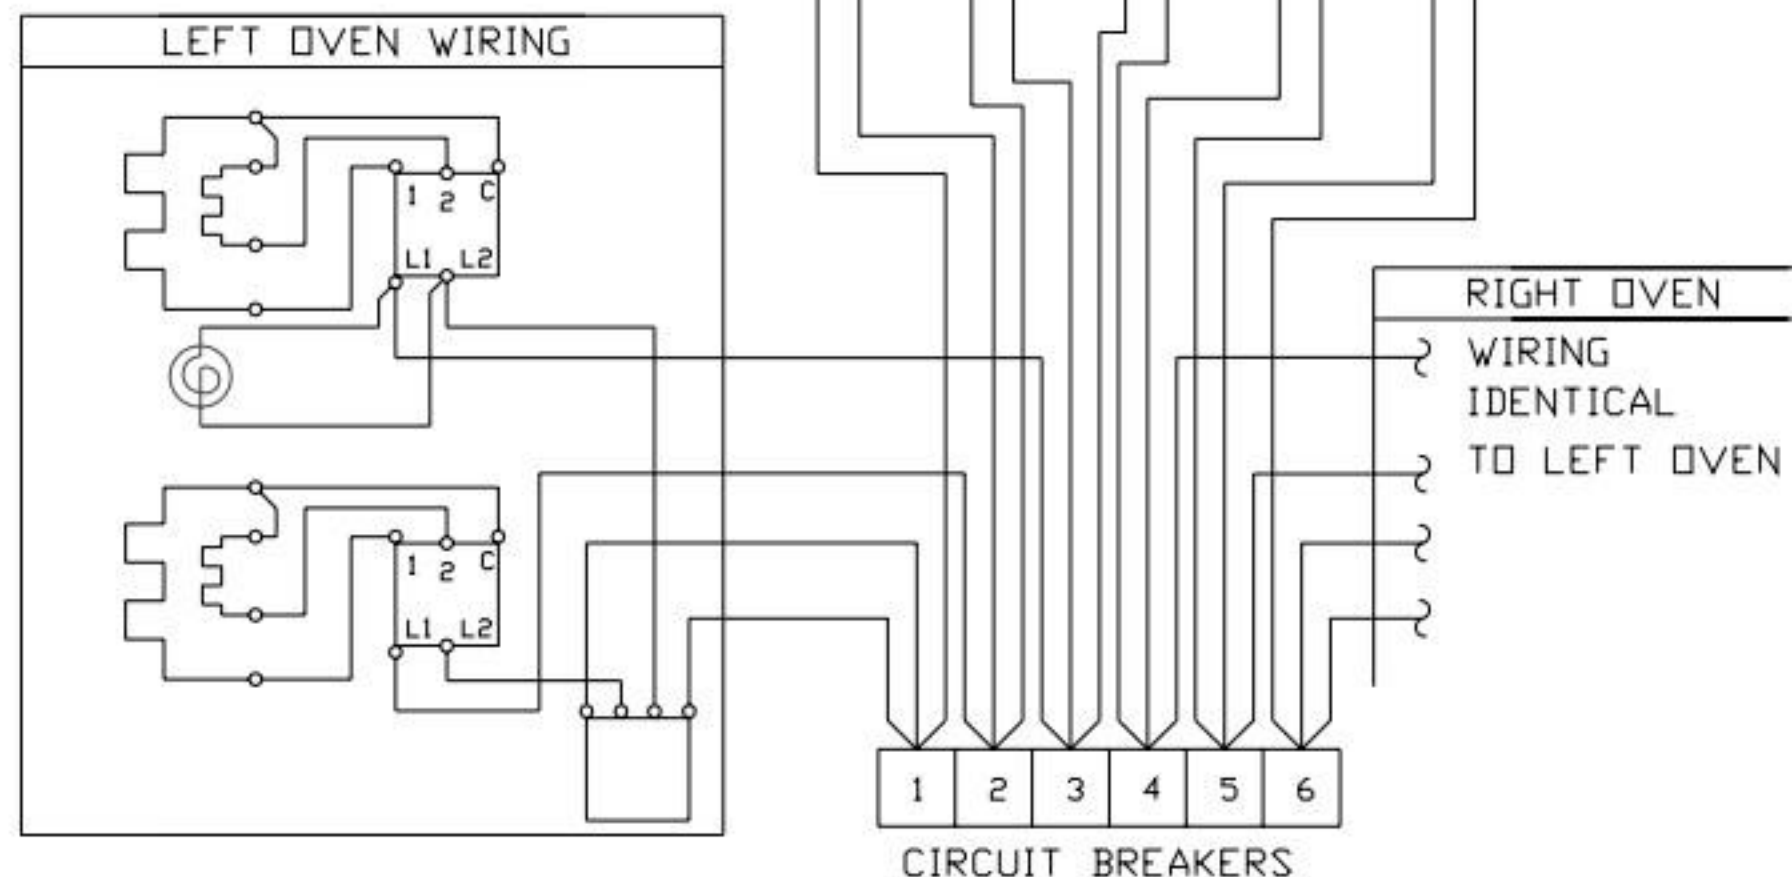 LEFT OVEN WIRING
1 2 C
L1 L2
RIGHT OVEN
WIRING
IDENTICAL
TO LEFT OVEN
1 2 C
L1 L2
1 2 3 4 5 6
CIRCUIT BREAKERS